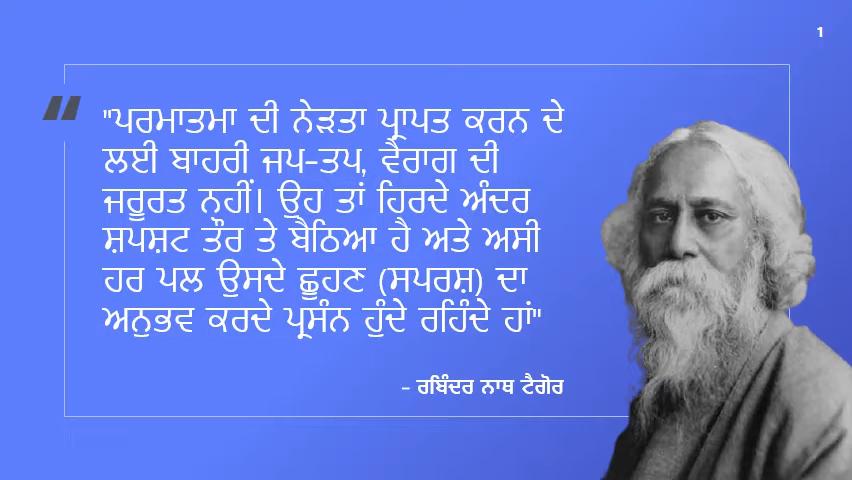 1
"ਪਰਮਾਤਮਾ ਦੀ ਨੇੜਤਾ ਪ੍ਰਾਪਤ ਕਰਨ ਦੇ
ਲਈ ਬਾਹਰੀ ਜਪ-ਤਪ, ਵੈਰਾਗ ਦੀ
ਜਰੂਰਤ ਨਹੀਂ। ਉਹ ਤਾਂ ਹਿਰਦੇ ਅੰਦਰ
ਸ਼ਪਸ਼ਟ ਤੌਰ ਤੇ ਬੈਠਿਆ ਹੈ ਅਤੇ ਅਸੀ
ਹਰ ਪਲ ਉਸਦੇ ਛੂਹਣ (ਸਪਰਸ਼) ਦਾ
ਅਨੁਭਵ ਕਰਦੇ ਪ੍ਰਸੰਨ ਹੁੰਦੇ ਰਹਿੰਦੇ ਹਾਂ"
- ਰਬਿੰਦਰ ਨਾਥ ਟੈਗੋਰ